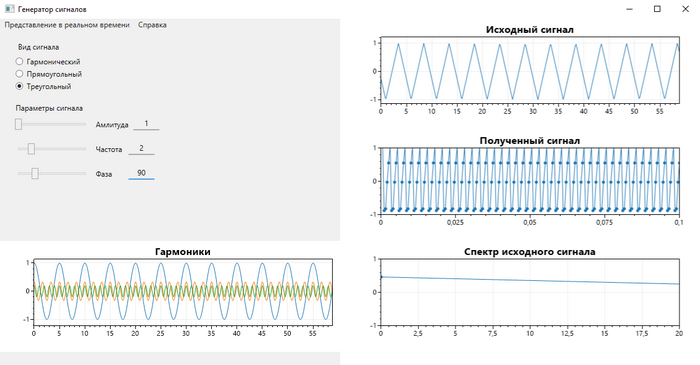 Генератор сигналов
Представление в реальном времени Справка
Вид сигнала
Гармонический
Прямоугольный
Треугольный
Параметры сигнала
Амлитуда 1
Частота 2
Фаза 90
Исходный сигнал
1
0
-1
0 5 10 15 20 25 30 35 40 45 50 55
Полученный сигнал
1
0
-1
0 0,025 0,05 0,075 0,1
Гармоники
1
0
-1
0 5 10 15 20 25 30 35 40 45 50 55
Спектр исходного сигнала
1
0
-1
0 2,5 5 7,5 10 12,5 15 17,5 20